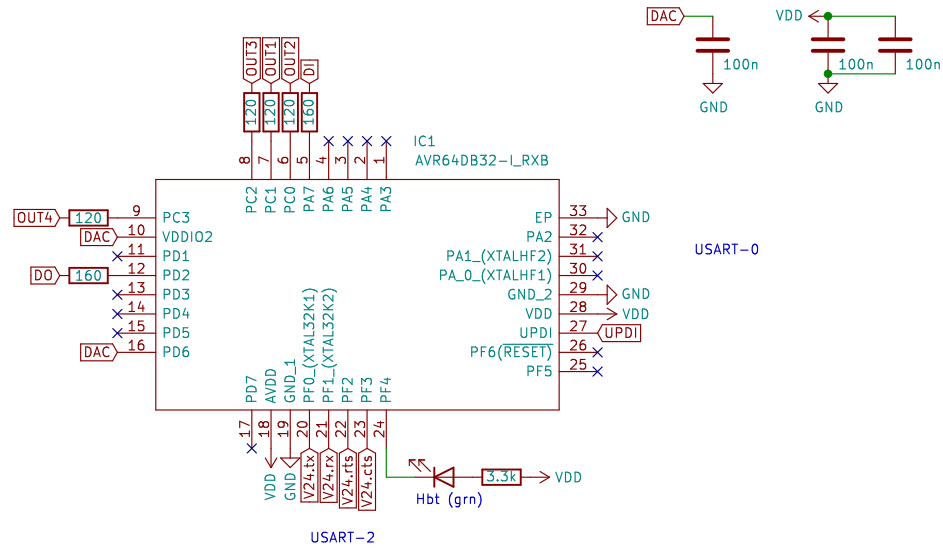 DAC
100n
GND
VDD
100n
100n
GND
OUT3
OUT1
OUT2
DI
120
120
120
160
8
7
6
5
4
3
2
1
IC1
AVR64DB32-I_RXB
PC2
PC1
PC0
PA7
PA6
PA5
PA4
PA3
OUT4
120
9
PC3
DAC
10
VDDIO2
11
PD1
DO
160
12
PD2
13
PD3
14
PD4
15
PD5
DAC
16
PD6
EP
33
GND
PA2
32
PA1_(XTALHF2)
31
PA_0_(XTALHF1)
30
GND_2
29
GND
VDD
28
VDD
UPDI
27
UPDI
PF6(RESET)
26
PF5
25
USART-0
PD7
AVDD
GND_1
PF0_(XTAL32K1)
PF1_(XTAL32K2)
PF2
PF3
PF4
17
18
19
20
21
22
23
24
VDD
GND
V24.tx
V24.rx
V24.rts
V24.cts
Hbt (grn)
3.3k
VDD
USART-2